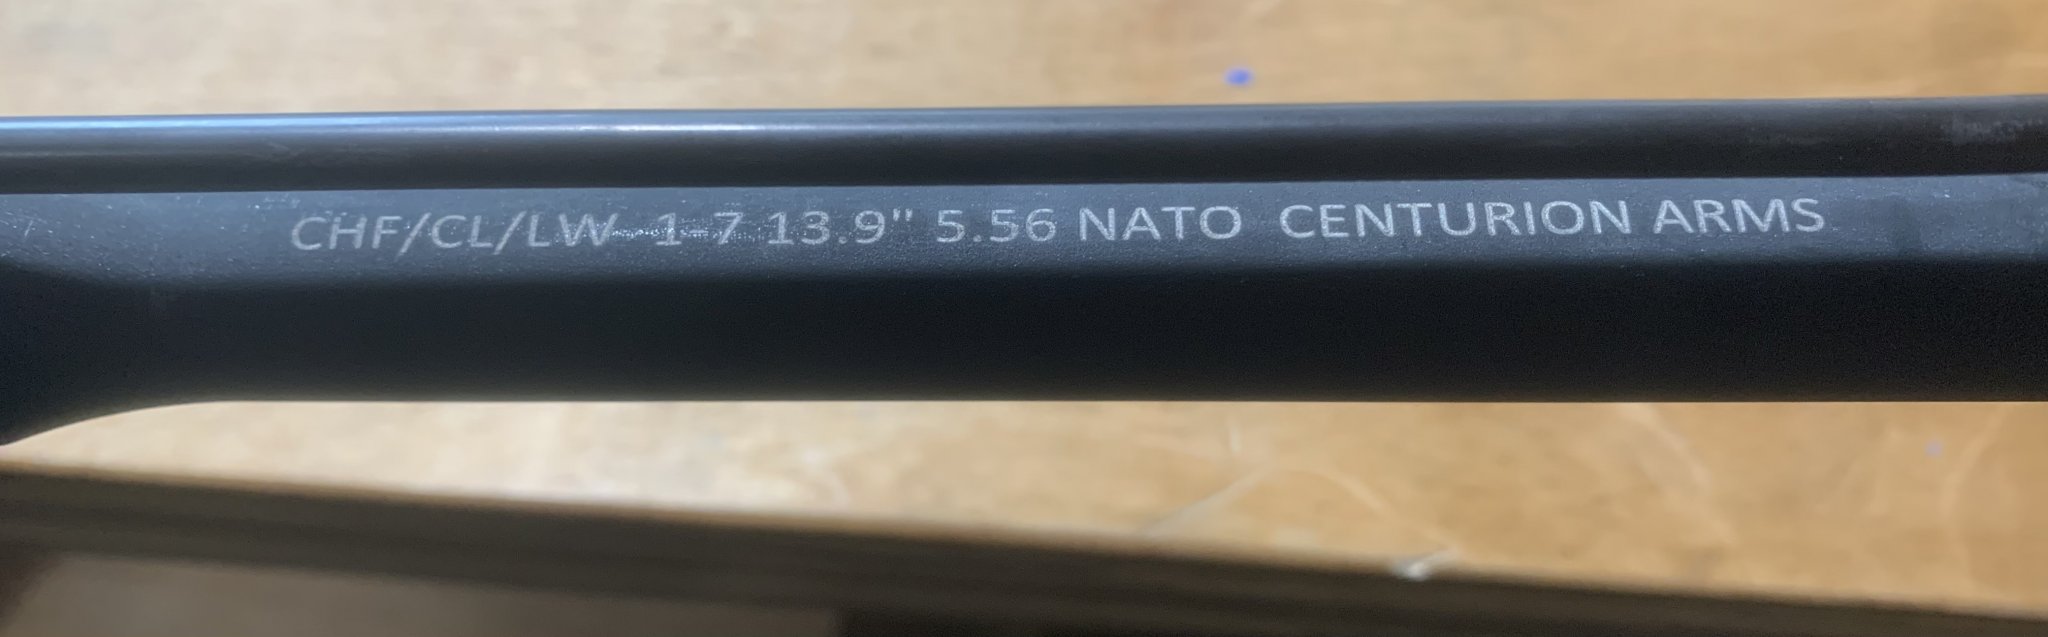 CHF/CL/LW 1-7 13.9" 5.56 NATO CENTURION ARMS